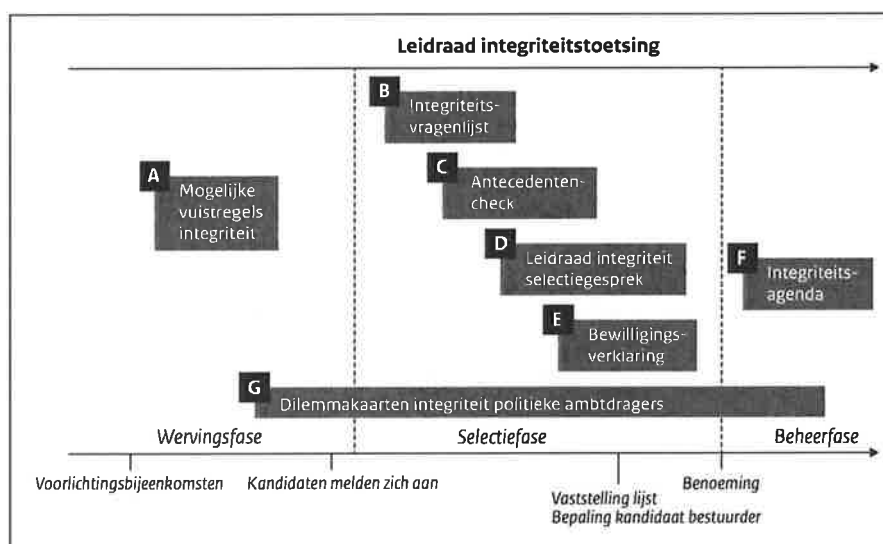 Leidraad integriteitstoetsing
B
Integriteits-
vragenlijst
A
Mogelijke
vuistregels
integriteit
C
Antecedenten-
check
D
Leidraad integriteit
selectiegesprek
F
Integriteits-
agenda
E
Bewilligings-
verklaring
G
Dilemmakaarten integriteit politieke ambtdragers
Wervingsfase
Selectiefase
Beheerfase
Voorlichtingsbijeenkomsten
Kandidaten melden zich aan
Vaststelling lijst
Bepaling kandidaat bestuurder
Benoeming